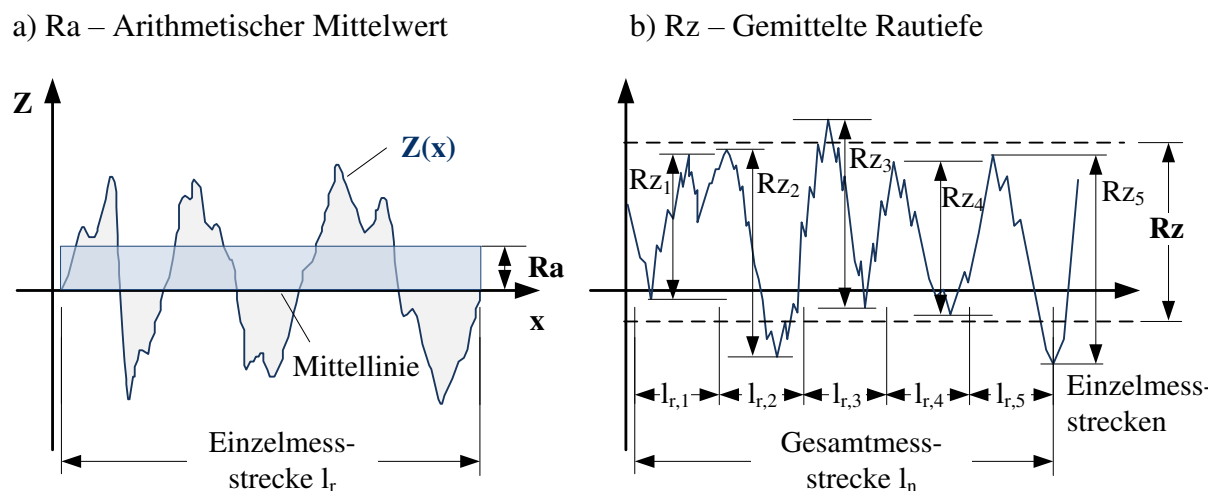 a) Ra – Arithmetischer Mittelwert
Z
Z(x)
Ra
x
Mittellinie
Einzelmess-
strecke lr
b) Rz – Gemittelte Rautiefe
Rz1
Rz2
Rz3
Rz4
Rz5
Rz
lr,1
lr,2
lr,3
lr,4
lr,5
Einzelmess-
strecken
Gesamtmess-
strecke ln